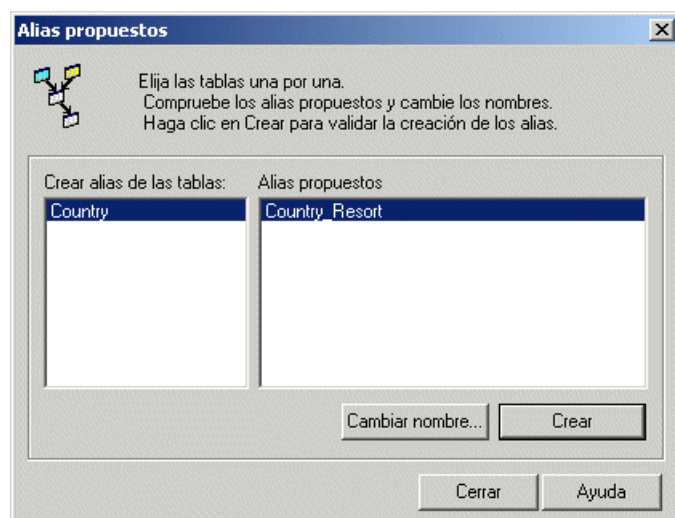 Alias propuestos
Elija las tablas una por una.
Compruebe los alias propuestos y cambie los nombres.
Haga clic en Crear para validar la creación de los alias.
Crear alias de las tablas: Alias propuestos
Country Country_Resort
Cambiar nombre... Crear
Cerrar Ayuda